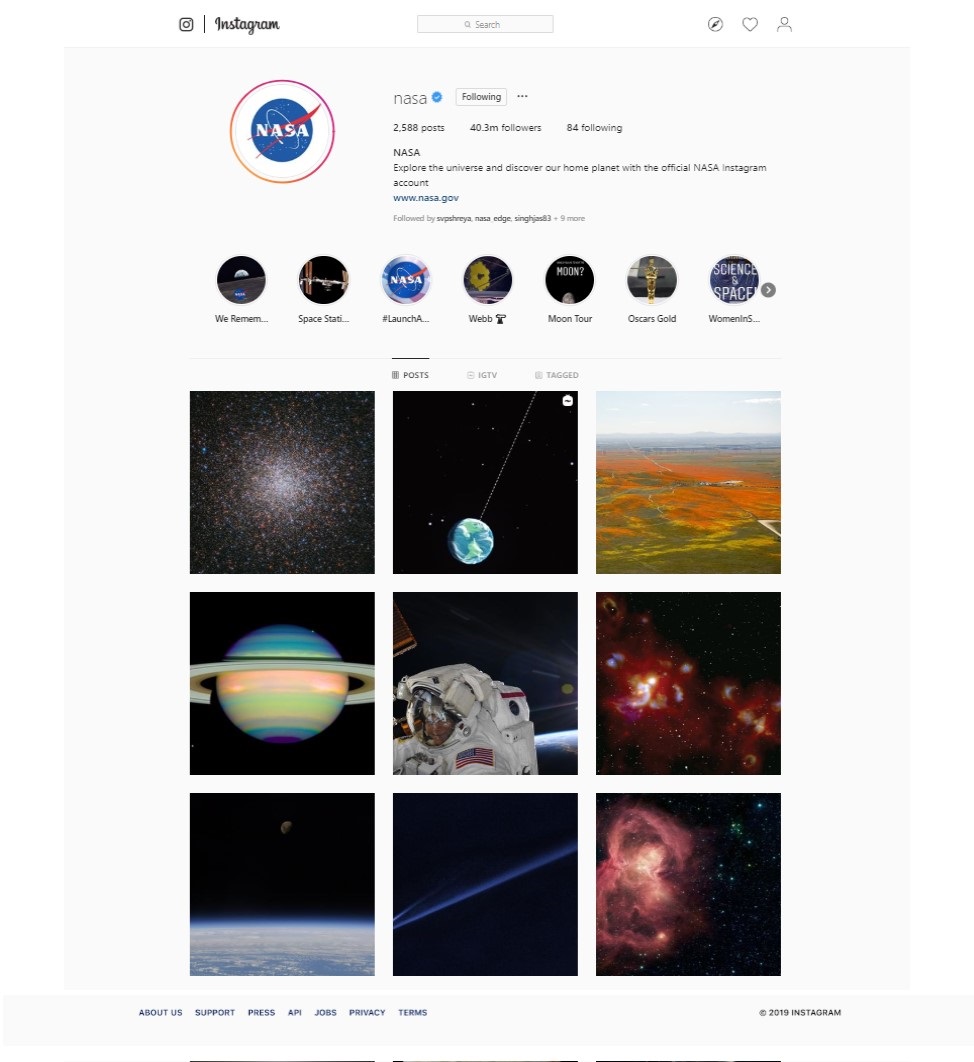 Instagram
Search
nasa Following
2,588 posts 40.3m followers 84 following
NASA
NASA
Explore the universe and discover our home planet with the official NASA Instagram
account
www.nasa.gov
Followed by svpshreya, nasa_edge, singhjas83 + 9 more
NASA
NASA
MOON?
SCIENCE
&
SPACE
We Remem... Space Stati... #LaunchA... Webb Moon Tour Oscars Gold WomenInS...
POSTS IGTV TAGGED
ABOUT US SUPPORT PRESS API JOBS PRIVACY TERMS © 2019 INSTAGRAM